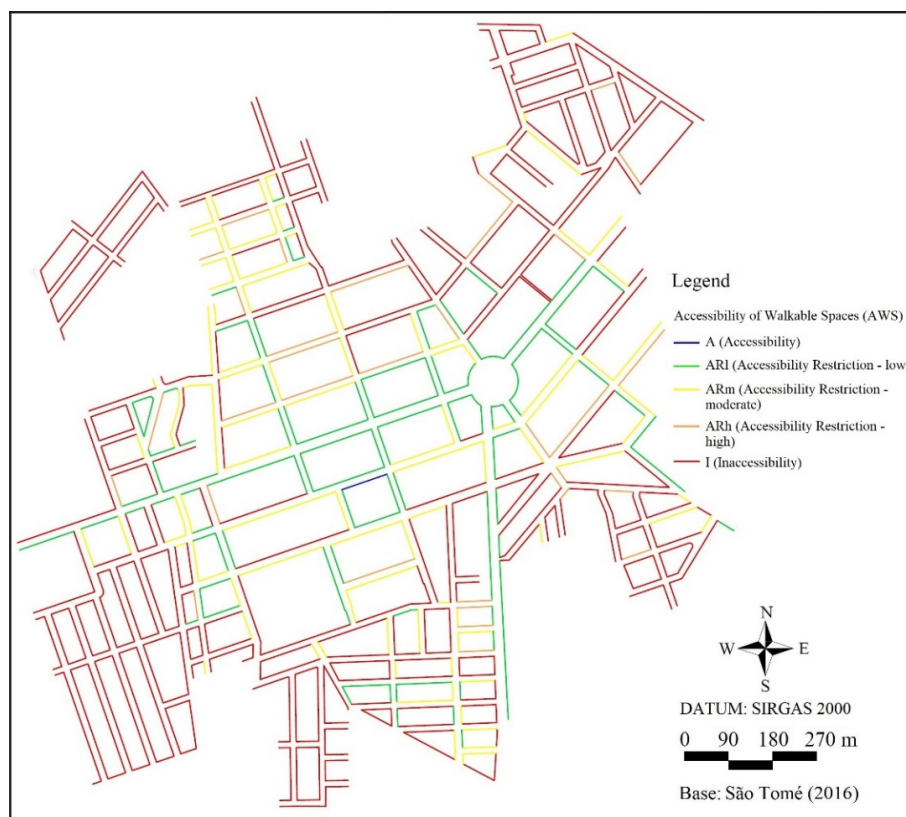 Legend
Accessibility of Walkable Spaces (AWS)
A (Accessibility)
ARl (Accessibility Restriction - low
ARm (Accessibility Restriction -
moderate)
ARh (Accessibility Restriction -
high)
I (Inaccessibility)
N
W E
S
DATUM: SIRGAS 2000
0 90 180 270 m
Base: São Tomé (2016)